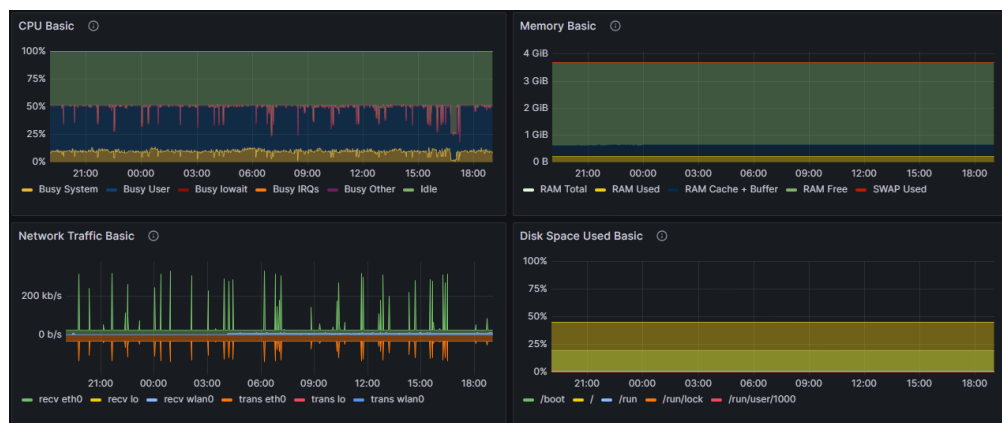 CPU Basic
100%
75%
50%
25%
0%
21:00 00:00 03:00 06:00 09:00 12:00 15:00 18:00
Busy System Busy User Busy Iowait Busy IRQs Busy Other Idle
Memory Basic
4 GiB
3 GiB
2 GiB
1 GiB
0 B
21:00 00:00 03:00 06:00 09:00 12:00 15:00 18:00
RAM Total RAM Used RAM Cache + Buffer RAM Free SWAP Used
Network Traffic Basic
200 kb/s
0 b/s
21:00 00:00 03:00 06:00 09:00 12:00 15:00 18:00
recv eth0 recv lo recv wlan0 trans eth0 trans lo trans wlan0
Disk Space Used Basic
100%
75%
50%
25%
0%
21:00 00:00 03:00 06:00 09:00 12:00 15:00 18:00
/boot / /run /run/lock /run/user/1000